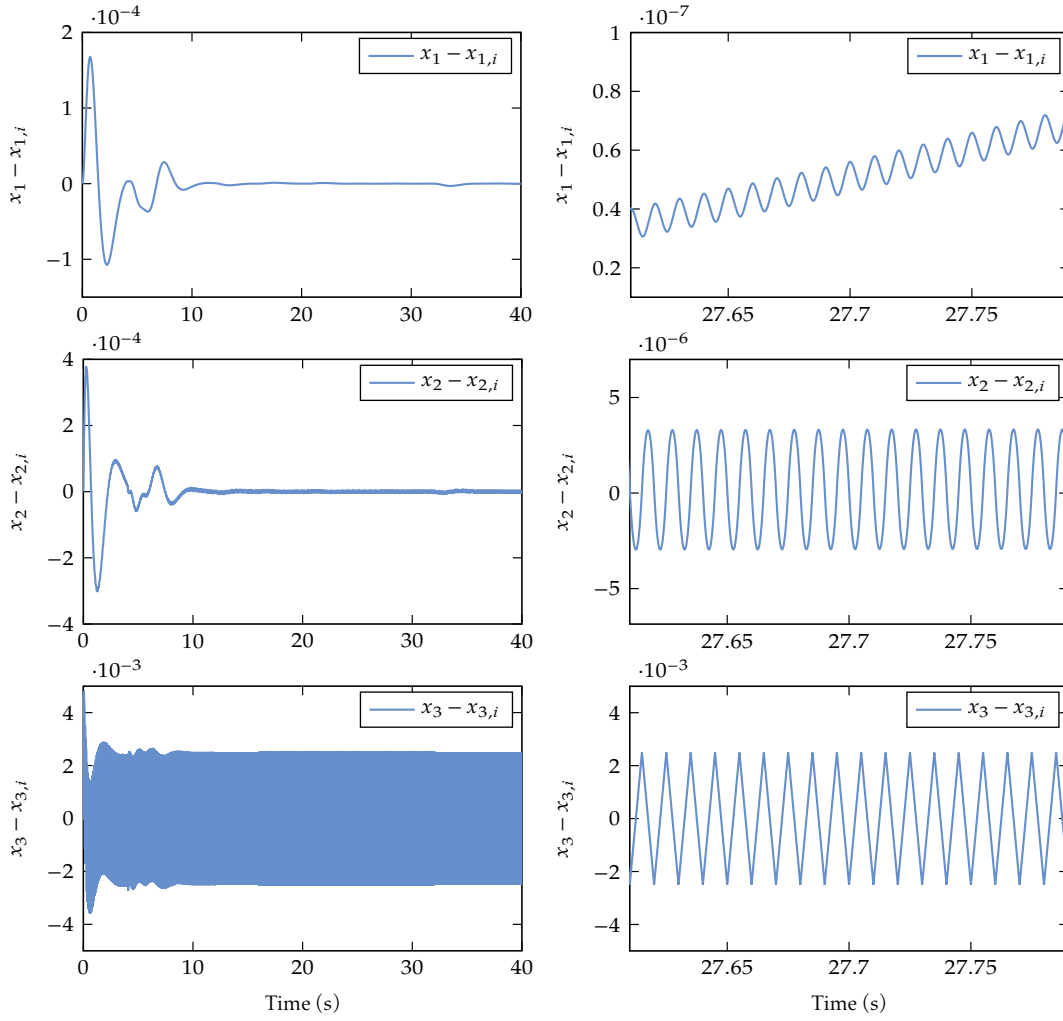 ·10⁻⁴
2
1
0
−1
x₁ − x₁,ᵢ
x₁ − x₁,ᵢ
0 10 20 30 40
·10⁻⁷
1
0.8
0.6
0.4
0.2
x₁ − x₁,ᵢ
x₁ − x₁,ᵢ
27.65 27.7 27.75
·10⁻⁴
4
2
0
−2
−4
x₂ − x₂,ᵢ
x₂ − x₂,ᵢ
0 10 20 30 40
·10⁻⁶
5
0
−5
x₂ − x₂,ᵢ
x₂ − x₂,ᵢ
27.65 27.7 27.75
·10⁻³
4
2
0
−2
−4
x₃ − x₃,ᵢ
x₃ − x₃,ᵢ
0 10 20 30 40
Time (s)
·10⁻³
4
2
0
−2
−4
x₃ − x₃,ᵢ
x₃ − x₃,ᵢ
27.65 27.7 27.75
Time (s)